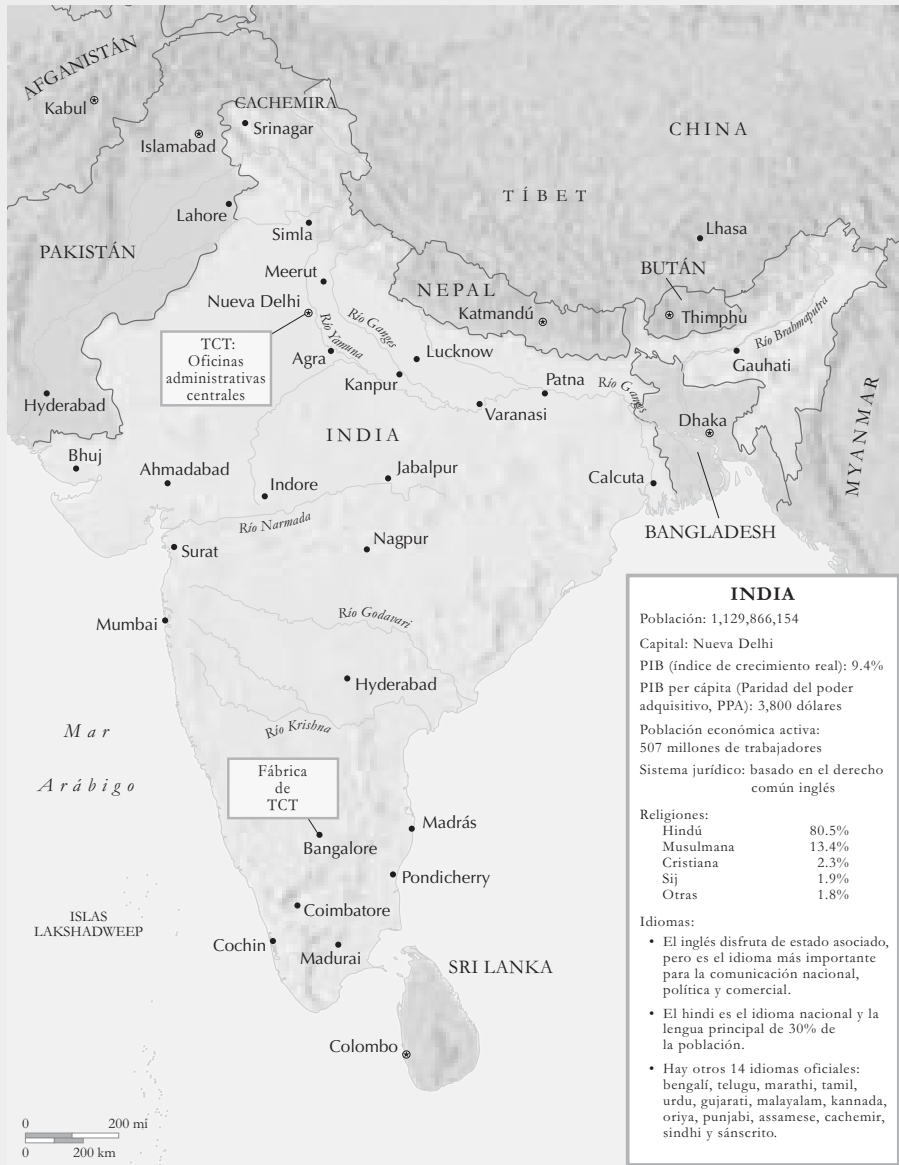 AFGANISTÁN
Kabul
CACHEMIRA
Srinagar
Islamabad
CHINA
TÍBET
Lahore
Simla
Lhasa
PAKISTÁN
Meerut
BUTÁN
NEPAL
Nueva Delhi
Katmandú
Thimphu
Río Yamuna
Río Ganges
Río Brahmaputra
TCT:
Oficinas
administrativas
centrales
Agra
Lucknow
Gauhati
Kanpur
Patna
Río Ganges
Hyderabad
Varanasi
Dhaka
MYANMAR
INDIA
Bhuj
Ahmadabad
Jabalpur
Indore
Calcuta
Río Narmada
Surat
Nagpur
BANGLADESH
Mumbai
Río Godavari
Hyderabad
Río Krishna
Mar
Arábigo
Fábrica
de
TCT
Madrás
Bangalore
Pondicherry
Coimbatore
ISLAS
LAKSHADWEEP
Cochin
Madurai
SRI LANKA
Colombo
0 200 mi
0 200 km
INDIA
Población: 1,129,866,154
Capital: Nueva Delhi
PIB (índice de crecimiento real): 9.4%
PIB per cápita (Paridad del poder
adquisitivo, PPA): 3,800 dólares
Población económica activa:
507 millones de trabajadores
Sistema jurídico: basado en el derecho
común inglés
Religiones:
Hindú 80.5%
Musulmana 13.4%
Cristiana 2.3%
Sij 1.9%
Otras 1.8%
Idiomas:
• El inglés disfruta de estado asociado,
pero es el idioma más importante
para la comunicación nacional,
política y comercial.
• El hindi es el idioma nacional y la
lengua principal de 30% de
la población.
• Hay otros 14 idiomas oficiales:
bengalí, telugu, marathi, tamil,
urdu, gujarati, malayalam, kannada,
oriya, punjabi, assamese, cachemir,
sindhi y sánscrito.